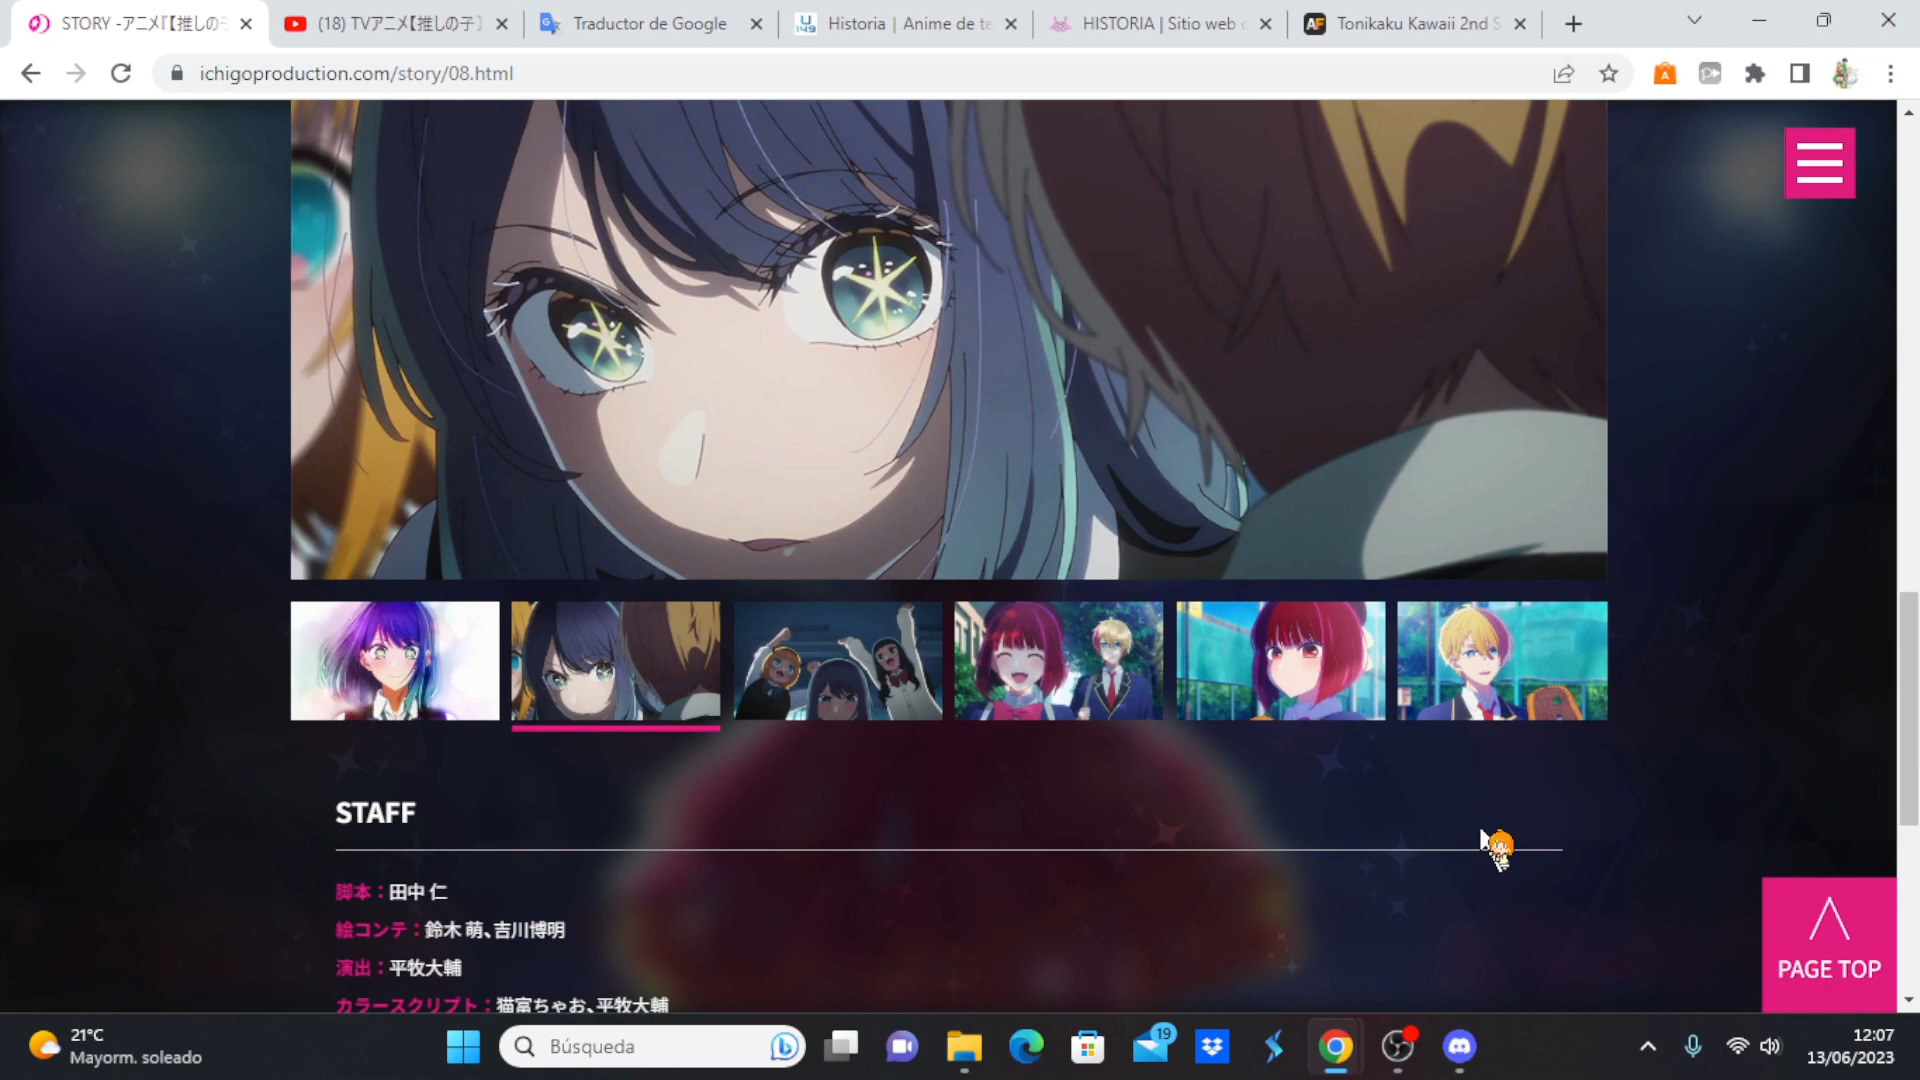 STORY -アニメ『【推しの子
(18) TVアニメ【推しの子】
Traductor de Google
Historia | Anime de te
HISTORIA | Sitio web o
Tonikaku Kawaii 2nd S
ichigoproduction.com/story/08.html
STAFF
脚本：田中 仁
絵コンテ：鈴木 萌、吉川博明
演出：平牧大輔
カラースクリプト：猫富ちゃお、平牧大輔
PAGE TOP
21°C
Mayorm. soleado
Búsqueda
19
12:07
13/06/2023